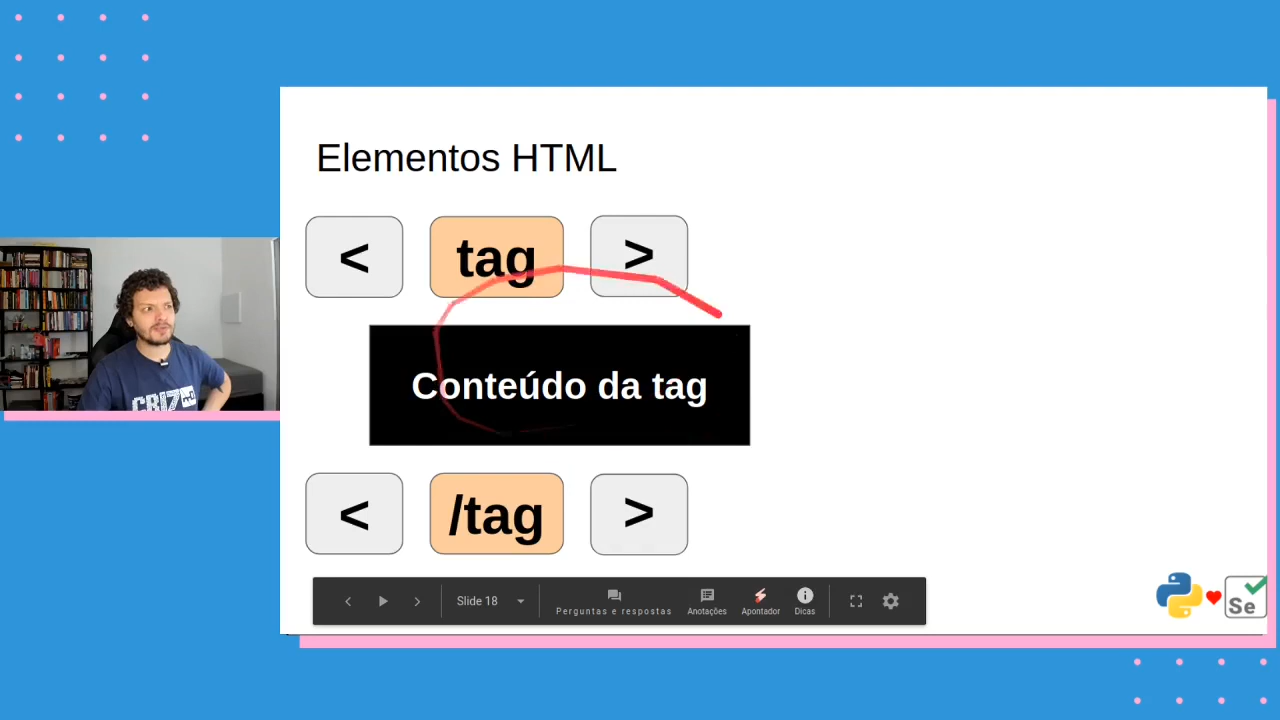 Elementos HTML
< tag >
Conteúdo da tag
< /tag >
Slide 18
Perguntas e respostas
Anotações
Apontador
Dicas
Se